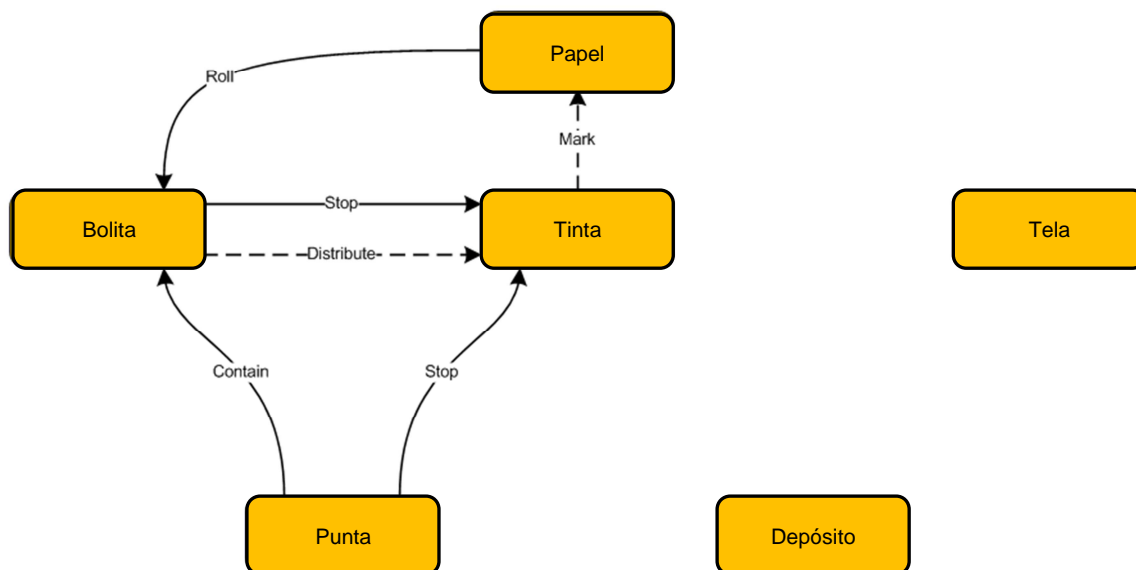 Papel
Roll
Mark
Bolita
Stop
Tinta
Tela
Distribute
Contain
Stop
Punta
Depósito